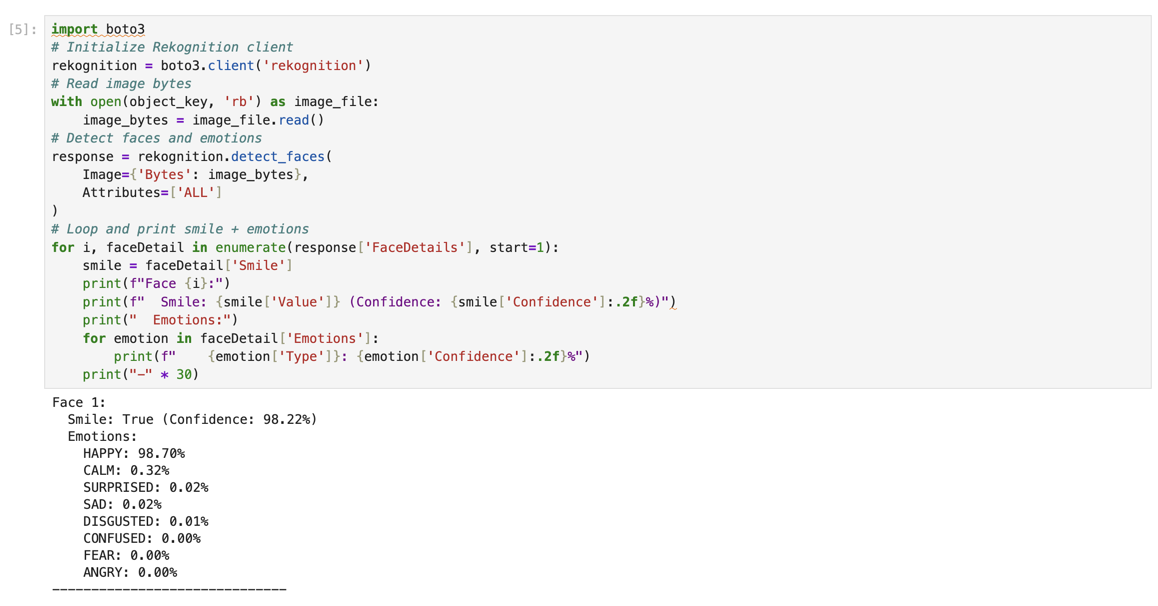 [5]: import boto3
# Initialize Rekognition client
rekognition = boto3.client('rekognition')
# Read image bytes
with open(object_key, 'rb') as image_file:
    image_bytes = image_file.read()
# Detect faces and emotions
response = rekognition.detect_faces(
    Image={'Bytes': image_bytes},
    Attributes=['ALL']
)
# Loop and print smile + emotions
for i, faceDetail in enumerate(response['FaceDetails'], start=1):
    smile = faceDetail['Smile']
    print(f"Face {i}:")
    print(f"  Smile: {smile['Value']} (Confidence: {smile['Confidence']:.2f}%)")
    print("  Emotions:")
    for emotion in faceDetail['Emotions']:
        print(f"    {emotion['Type']}: {emotion['Confidence']:.2f}%")
    print("-" * 30)
Face 1:
  Smile: True (Confidence: 98.22%)
  Emotions:
    HAPPY: 98.70%
    CALM: 0.32%
    SURPRISED: 0.02%
    SAD: 0.02%
    DISGUSTED: 0.01%
    CONFUSED: 0.00%
    FEAR: 0.00%
    ANGRY: 0.00%
------------------------------